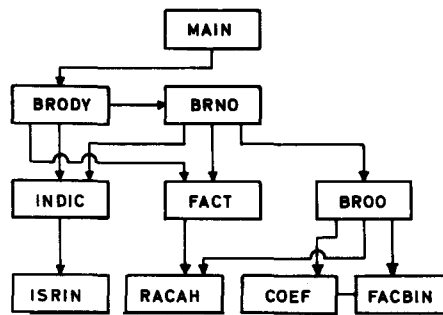 MAIN
BRODY
BRNO
INDIC
FACT
BROO
ISRIN
RACAH
COEF
FACBIN